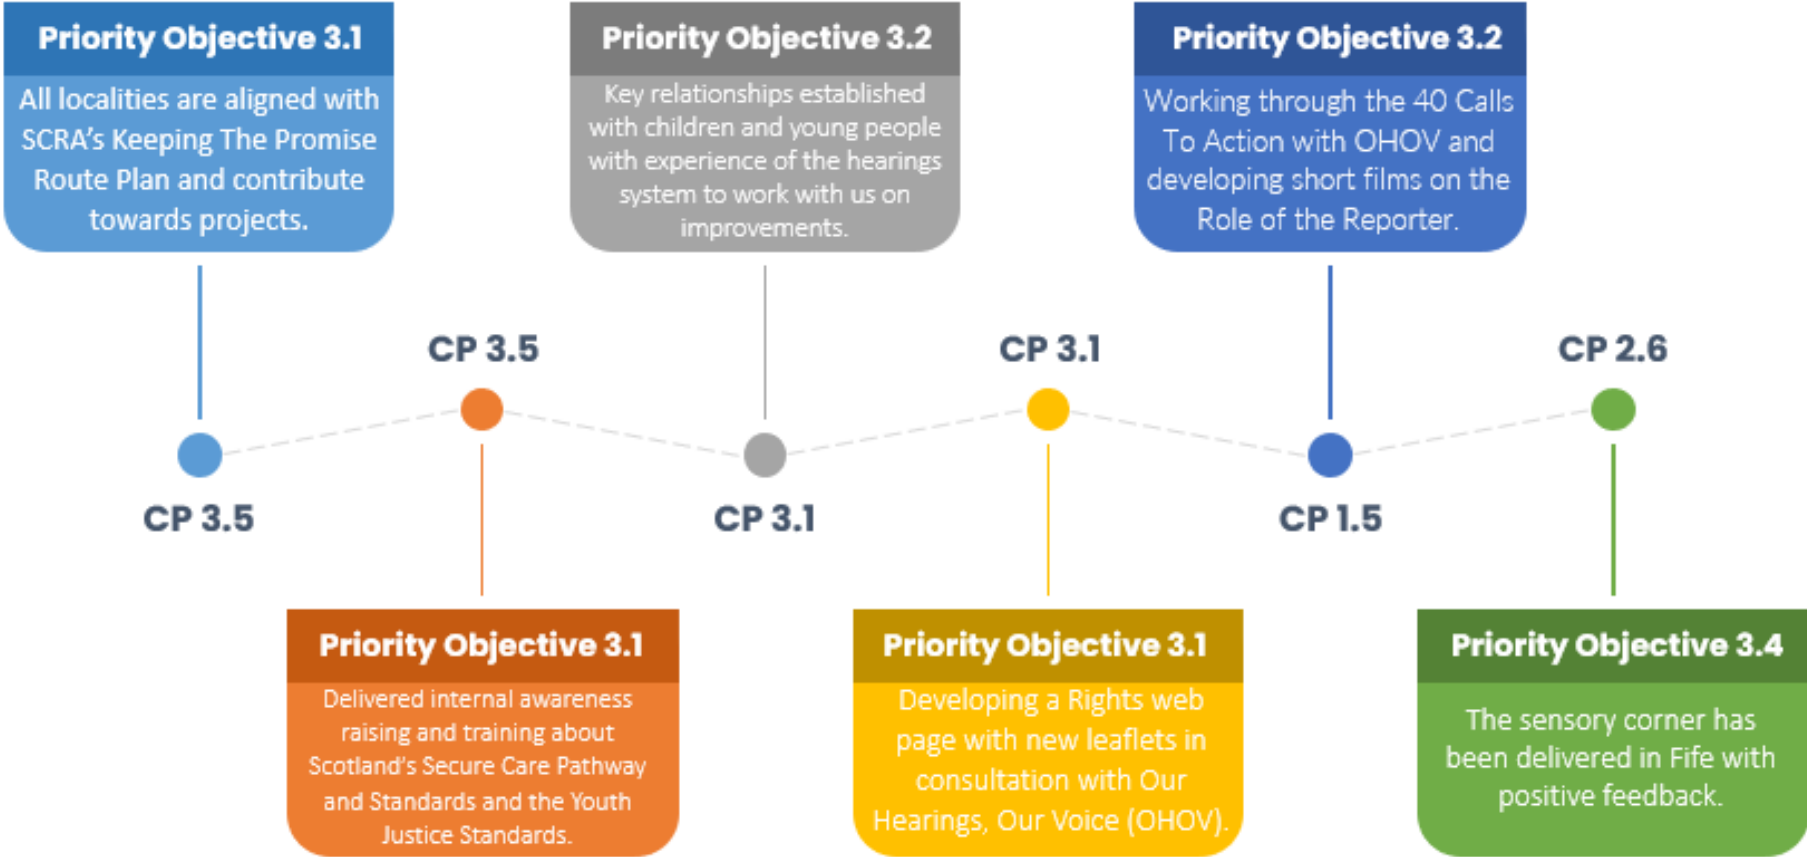 Priority Objective 3.1
All localities are aligned with
SCRA's Keeping The Promise
Route Plan and contribute
towards projects.
CP 3.5
CP 3.5
Priority Objective 3.1
Delivered internal awareness
raising and training about
Scotland's Secure Care Pathway
and Standards and the Youth
Justice Standards.
Priority Objective 3.2
Key relationships established
with children and young people
with experience of the hearings
system to work with us on
improvements.
CP 3.1
CP 3.1
Priority Objective 3.1
Developing a Rights web
page with new leaflets in
consultation with Our
Hearings, Our Voice (OHOV).
Priority Objective 3.2
Working through the 40 Calls
To Action with OHOV and
developing short films on the
Role of the Reporter.
CP 1.5
CP 2.6
Priority Objective 3.4
The sensory corner has
been delivered in Fife with
positive feedback.